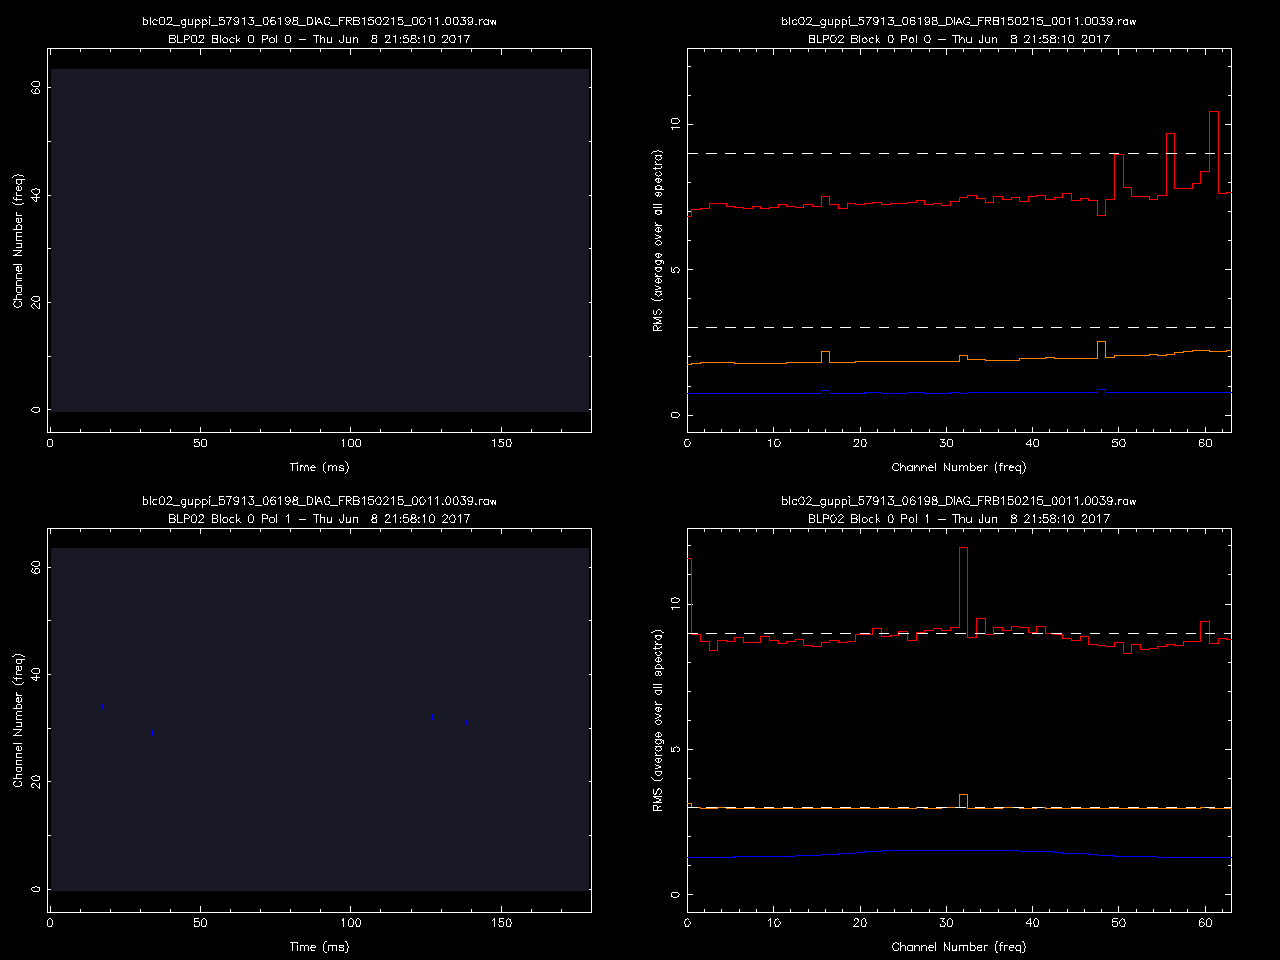 blc02_guppi_57913_06198_DIAG_FRB150215_0011.0039.raw
BLP02 Block 0 Pol 0 – Thu Jun  8 21:58:10 2017
Channel Number (freq)
60
40
20
0
0 50 100 150
Time (ms)
blc02_guppi_57913_06198_DIAG_FRB150215_0011.0039.raw
BLP02 Block 0 Pol 0 – Thu Jun  8 21:58:10 2017
RMS (average over all spectra)
10
5
0
0 10 20 30 40 50 60
Channel Number (freq)
blc02_guppi_57913_06198_DIAG_FRB150215_0011.0039.raw
BLP02 Block 0 Pol 1 – Thu Jun  8 21:58:10 2017
Channel Number (freq)
60
40
20
0
0 50 100 150
Time (ms)
blc02_guppi_57913_06198_DIAG_FRB150215_0011.0039.raw
BLP02 Block 0 Pol 1 – Thu Jun  8 21:58:10 2017
RMS (average over all spectra)
10
5
0
0 10 20 30 40 50 60
Channel Number (freq)